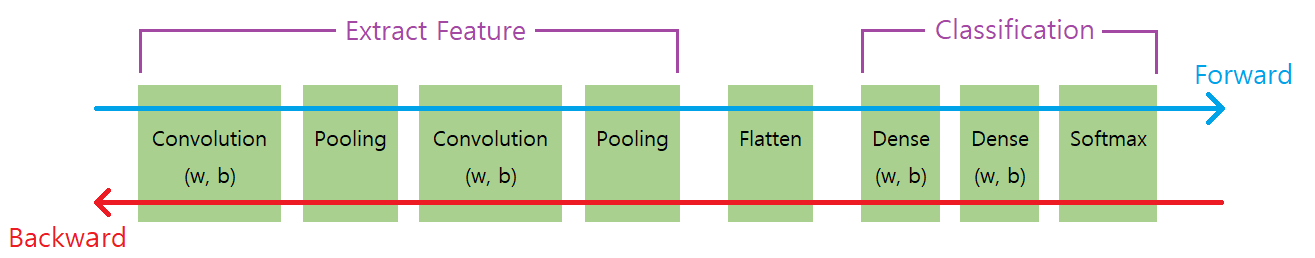 Extract Feature
Classification
Forward
Convolution
(w, b)
Pooling
Convolution
(w, b)
Pooling
Flatten
Dense
(w, b)
Dense
(w, b)
Softmax
Backward